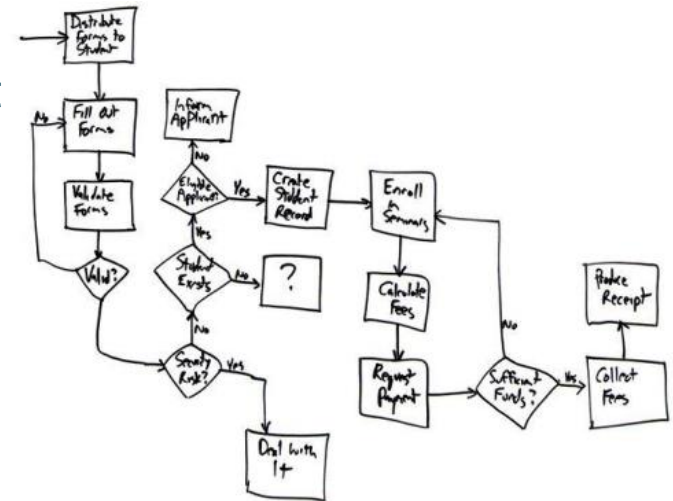 Distribute
Forms to
Student
Fill out
Forms
No
Validate
Forms
Valid?
Security
Risk?
Yes
Deal with
It
No
Student
Exists
No
?
Yes
Eligible
Applicant?
No
Inform
Applicant
Yes
Create
Student
Record
Enroll
in
Seminars
Calculate
Fees
Request
Payment
Sufficient
Funds?
No
Yes
Collect
Fees
Produce
Receipt